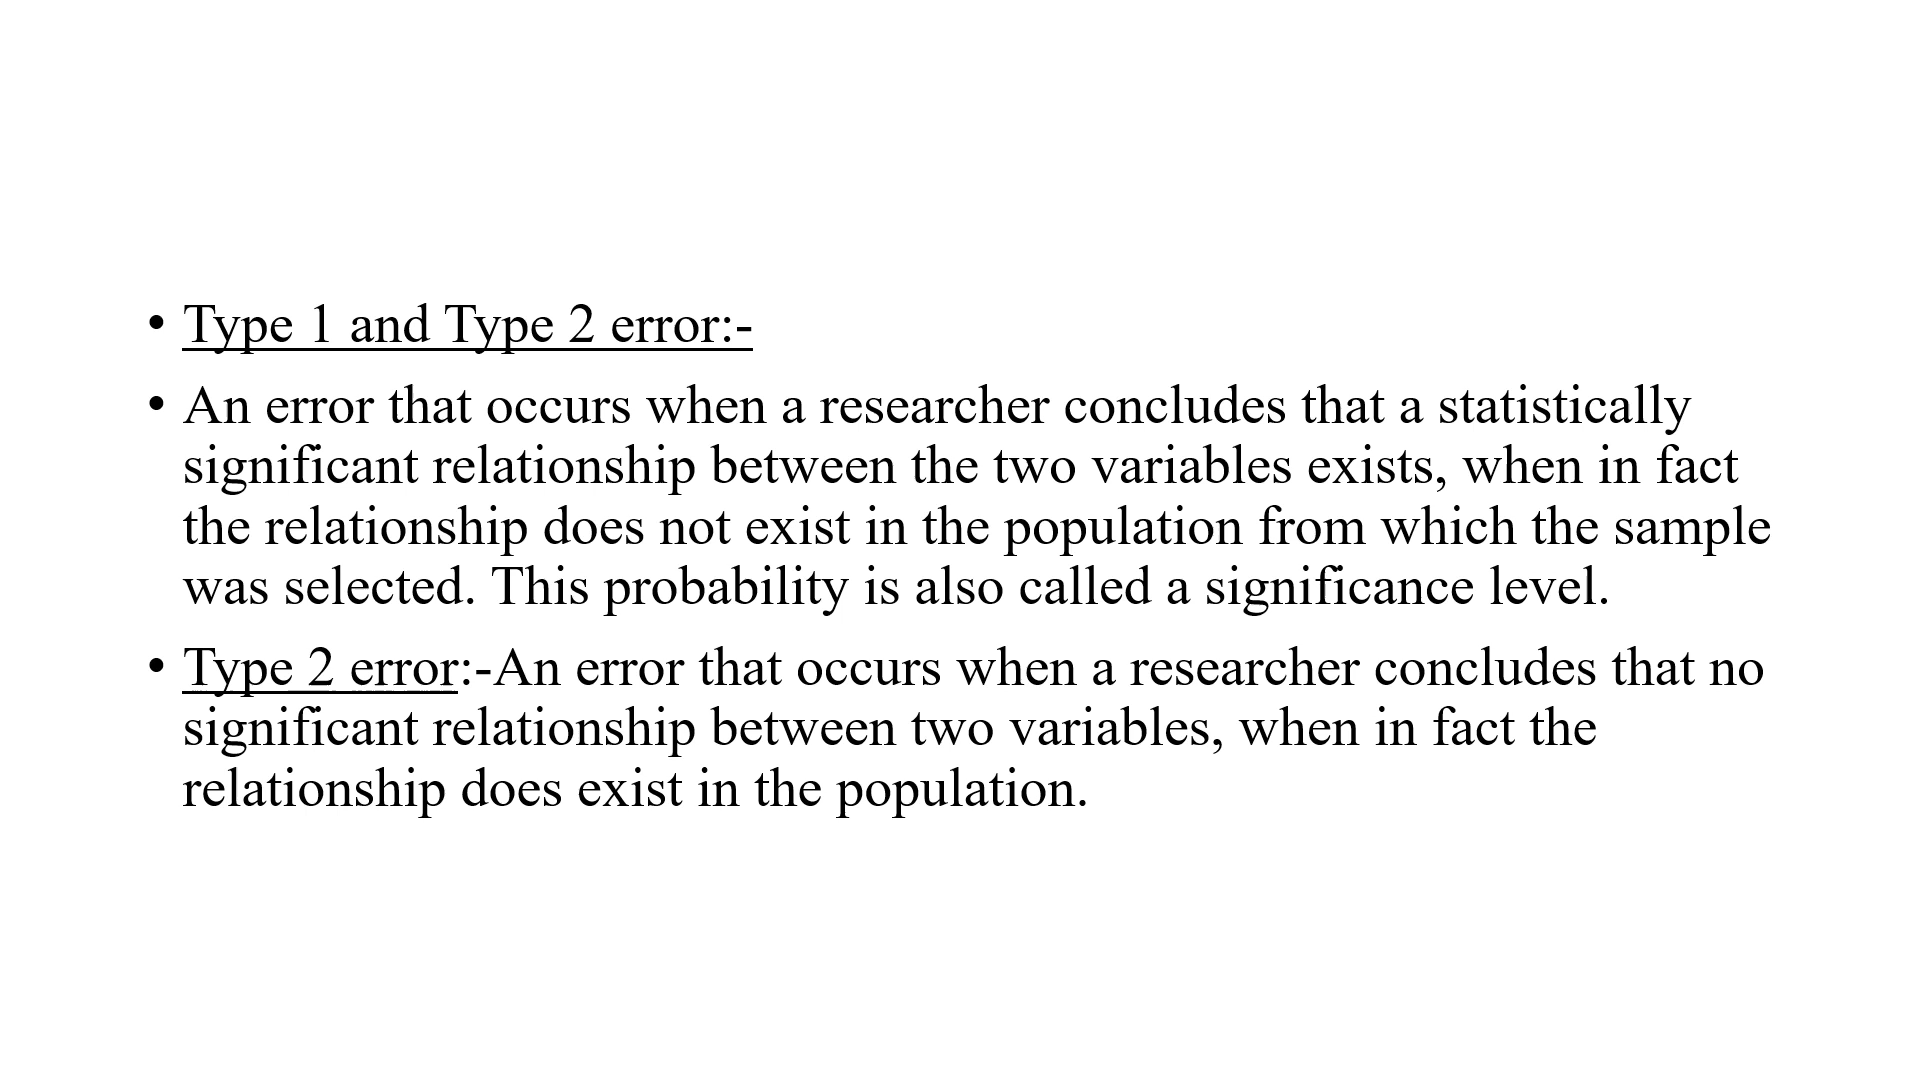 • Type 1 and Type 2 error:-
• An error that occurs when a researcher concludes that a statistically
significant relationship between the two variables exists, when in fact
the relationship does not exist in the population from which the sample
was selected. This probability is also called a significance level.
• Type 2 error:-An error that occurs when a researcher concludes that no
significant relationship between two variables, when in fact the
relationship does exist in the population.